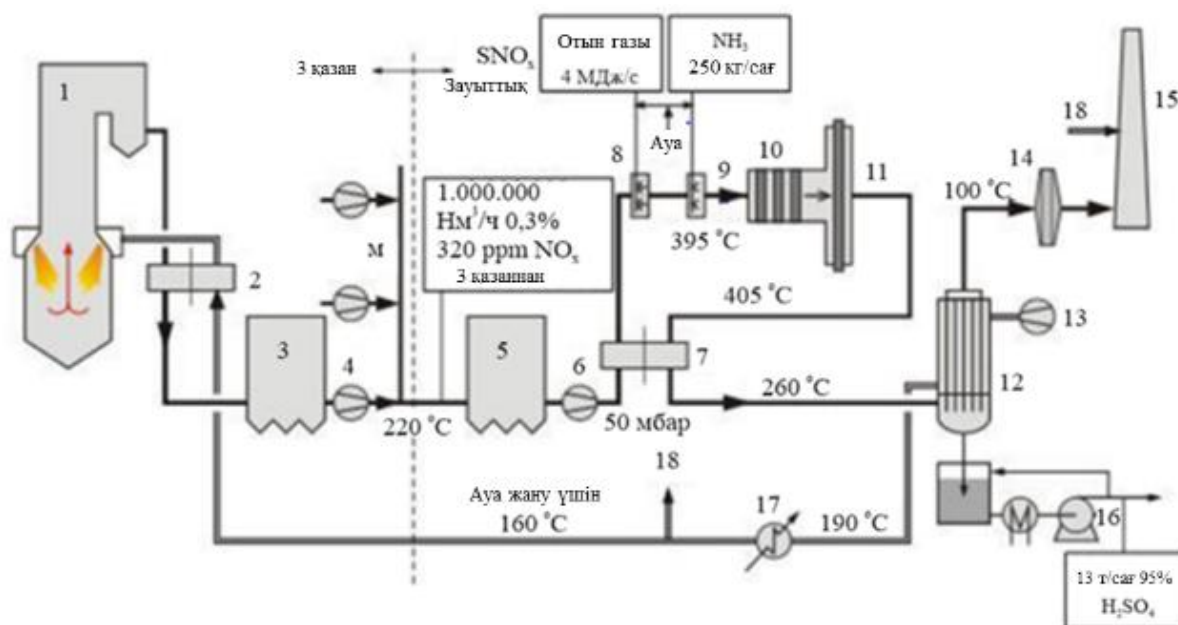 SNOₓ
Отын газы
4 МДж/с
NH₃
250 кг/сағ
3 қазан
Зауыттық
Ауа
1
2
3
4
м
1.000.000
Нм³/ч 0,3%
320 ppm NOₓ
3 қазаннан
5
6
50 мбар
7
8
9
395 °C
10
11
405 °C
260 °C
220 °C
100 °C
12
13
14
15
18
16
13 т/сағ 95%
H₂SO₄
17
190 °C
18
Ауа жану үшін
160 °C